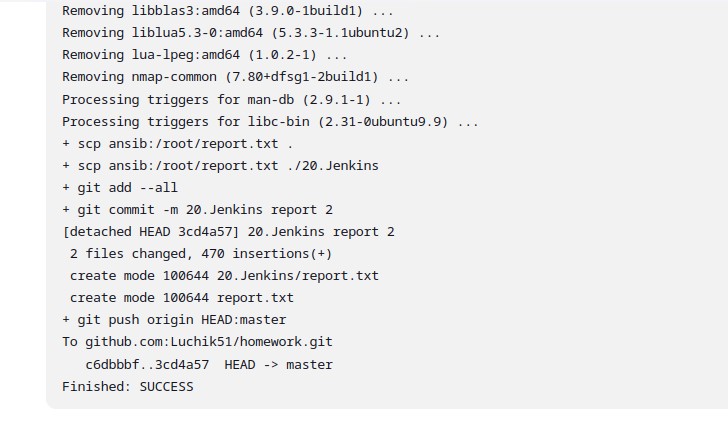 Removing libblas3:amd64 (3.9.0-1build1) ...
Removing liblua5.3-0:amd64 (5.3.3-1.1ubuntu2) ...
Removing lua-lpeg:amd64 (1.0.2-1) ...
Removing nmap-common (7.80+dfsg1-2build1) ...
Processing triggers for man-db (2.9.1-1) ...
Processing triggers for libc-bin (2.31-0ubuntu9.9) ...
+ scp ansib:/root/report.txt .
+ scp ansib:/root/report.txt ./20.Jenkins
+ git add --all
+ git commit -m 20.Jenkins report 2
[detached HEAD 3cd4a57] 20.Jenkins report 2
 2 files changed, 470 insertions(+)
 create mode 100644 20.Jenkins/report.txt
 create mode 100644 report.txt
+ git push origin HEAD:master
To github.com:Luchik51/homework.git
   c6dbbbf..3cd4a57  HEAD -> master
Finished: SUCCESS